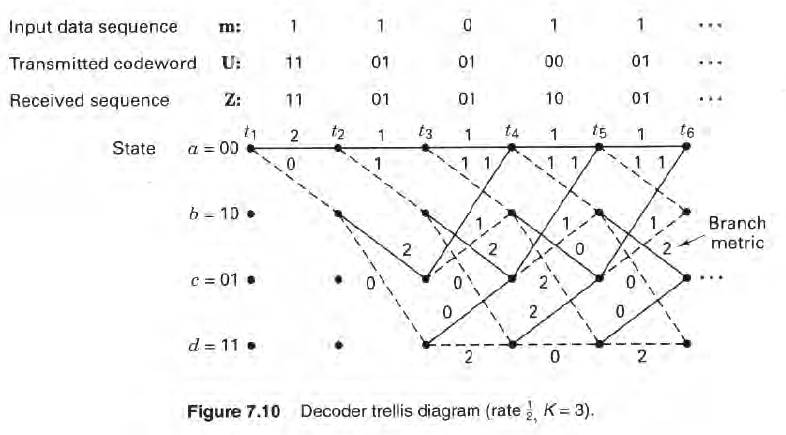 Input data sequence m: 1 1 0 1 1 ...
Transmitted codeword U: 11 01 01 00 01 ...
Received sequence Z: 11 01 01 10 01 ...
t1 2 t2 1 t3 1 t4 1 t5 1 t6
State a = 00
0 1 1 1 1 1 1 1
b = 10
1 1 1 Branch
2 2 0 2 metric
c = 01 ...
0 0 2 0
0 2 0
d = 11
2 0 2
Figure 7.10 Decoder trellis diagram (rate 1/2, K = 3).